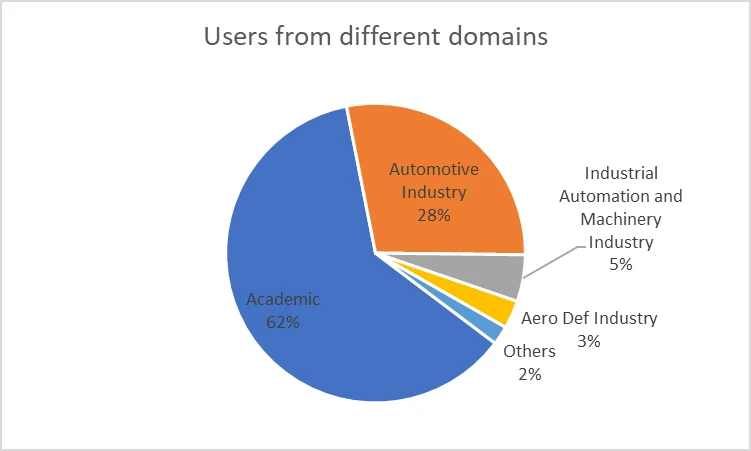 Users from different domains
Automotive
Industry
28%
Industrial
Automation and
Machinery
Industry
5%
Academic
62%
Aero Def Industry
3%
Others
2%